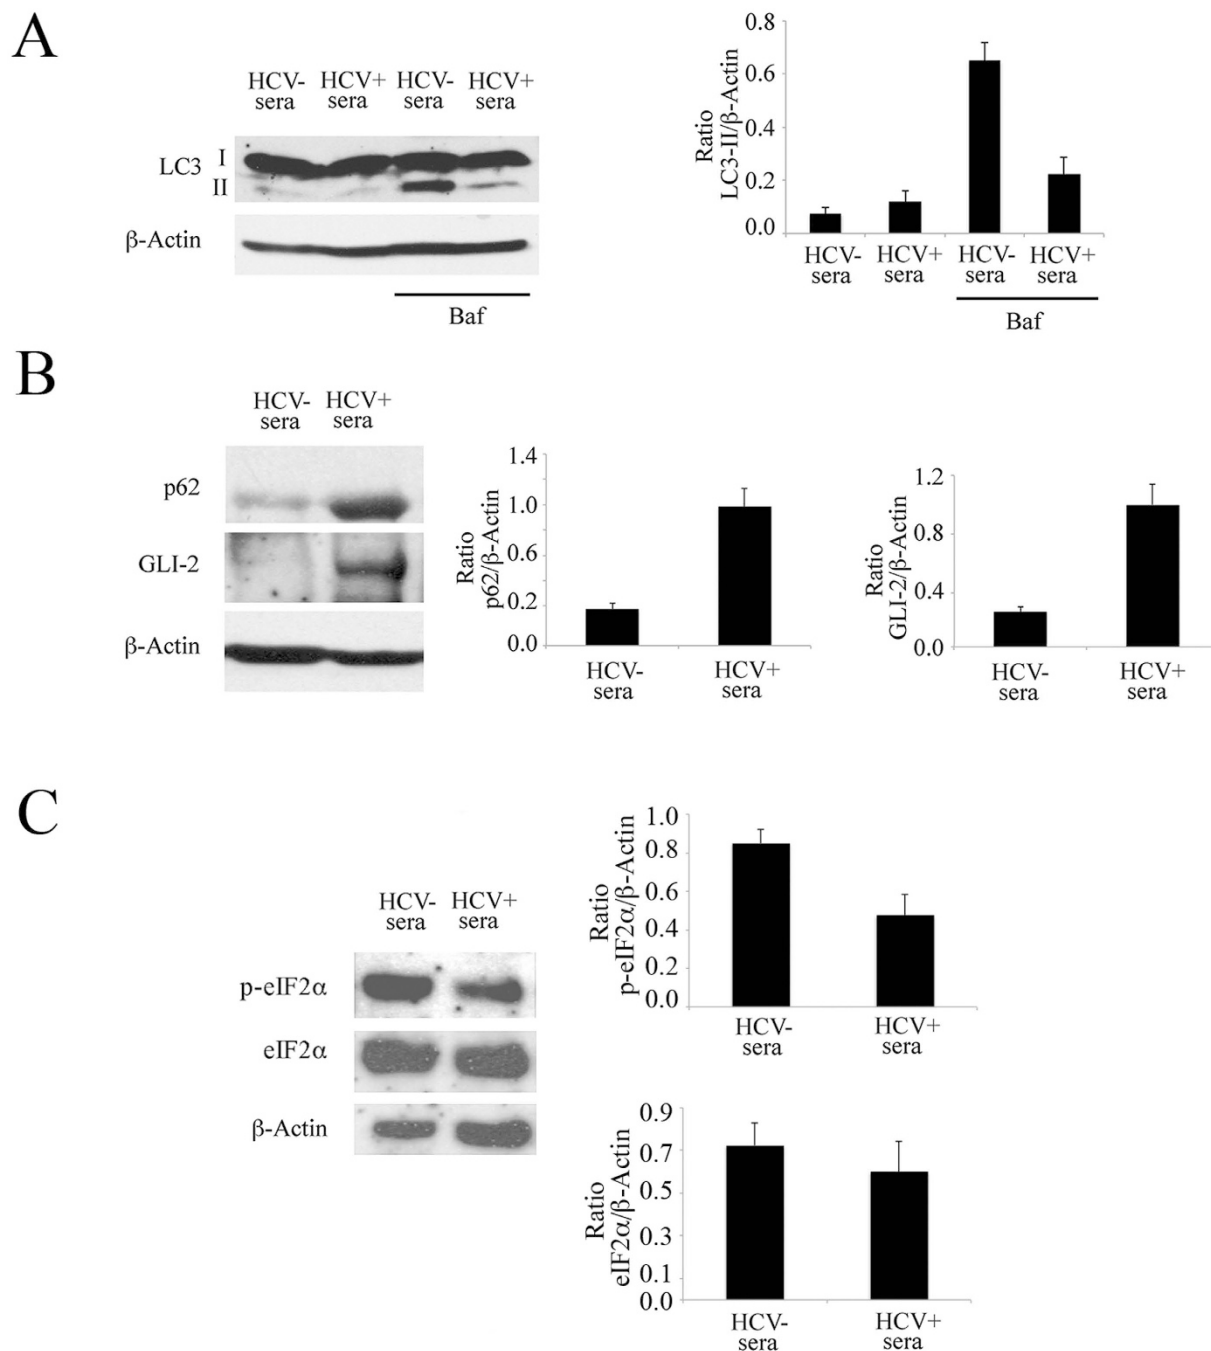 A
HCV- HCV+ HCV- HCV+
sera sera sera sera
LC3 I
II
β-Actin
Baf
Ratio
LC3-II/β-Actin
0.8
0.6
0.4
0.2
0.0
HCV- HCV+ HCV- HCV+
sera sera sera sera
Baf
B
HCV- HCV+
sera sera
p62
GLI-2
β-Actin
Ratio
p62/β-Actin
1.4
1.0
0.6
0.2
0.0
HCV- HCV+
sera sera
Ratio
GLI-2/β-Actin
1.2
0.8
0.4
0.0
HCV- HCV+
sera sera
C
HCV- HCV+
sera sera
p-eIF2α
eIF2α
β-Actin
Ratio
p-eIF2α/β-Actin
1.0
0.8
0.6
0.4
0.2
0.0
HCV- HCV+
sera sera
Ratio
eIF2α/β-Actin
0.9
0.7
0.5
0.3
0.1
0.0
HCV- HCV+
sera sera